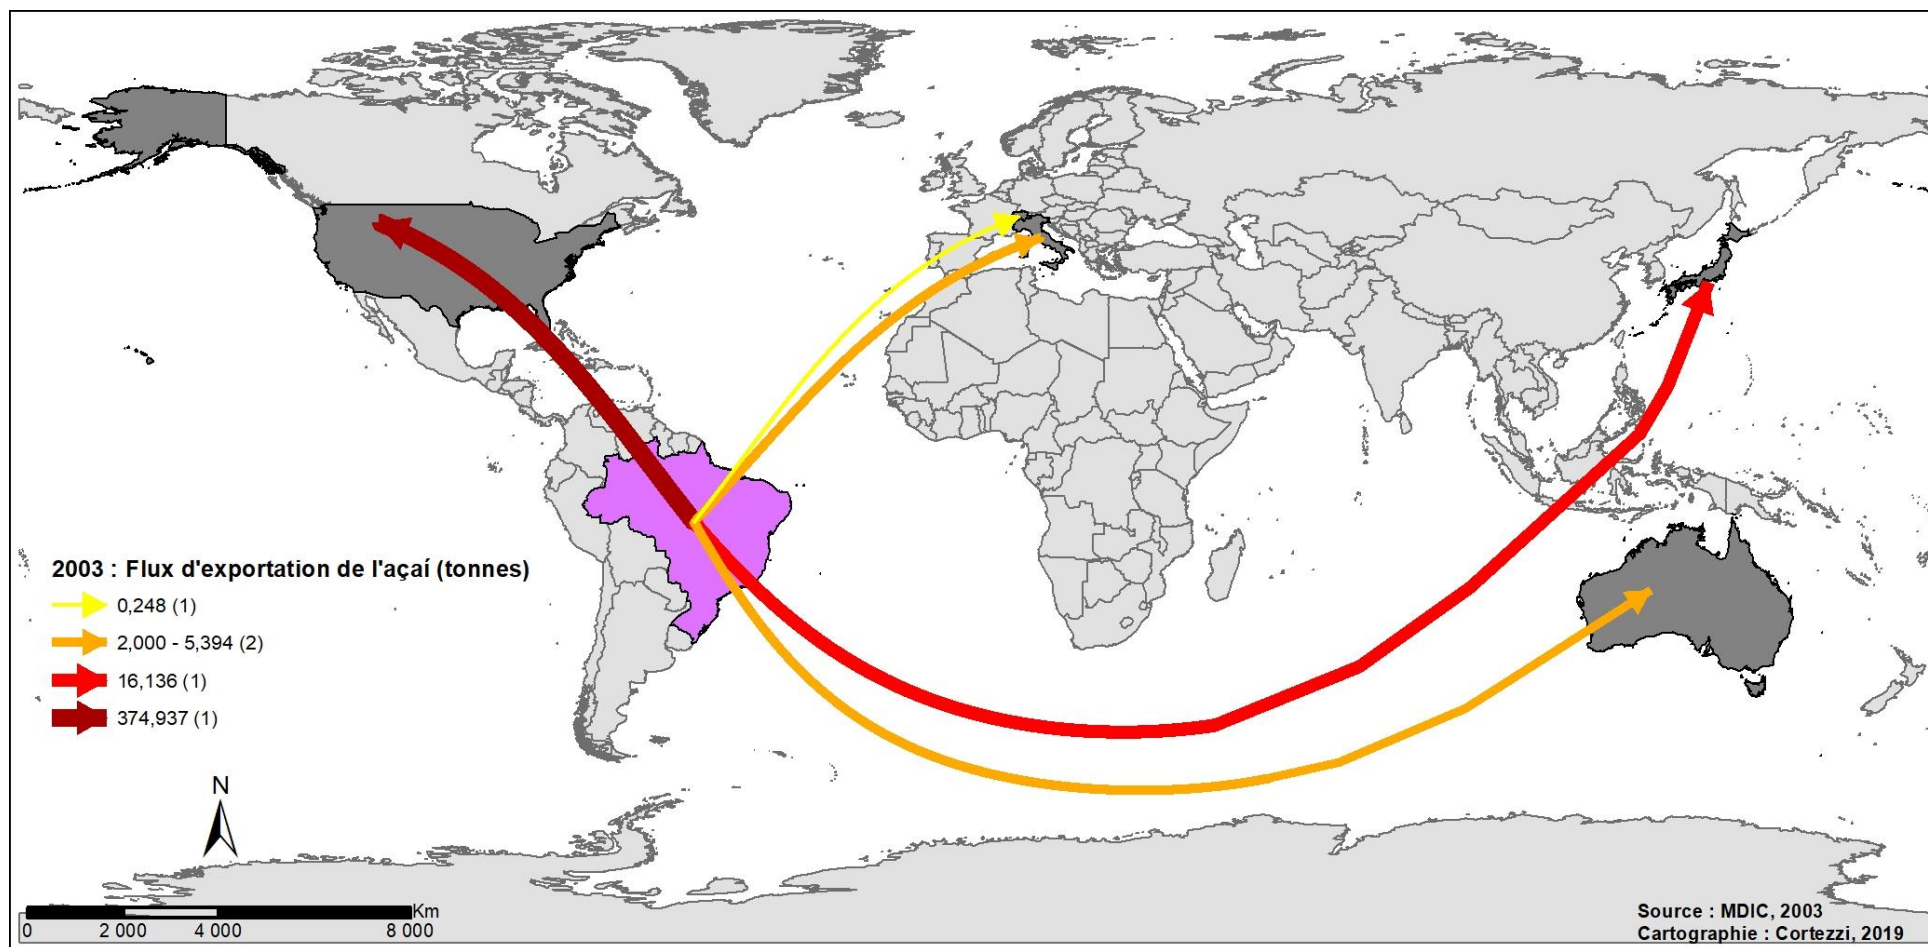 2003 : Flux d'exportation de l'açaí (tonnes)
0,248 (1)
2,000 - 5,394 (2)
16,136 (1)
374,937 (1)
N
Km
0 2 000 4 000 8 000
Source : MDIC, 2003
Cartographie : Cortezzi, 2019